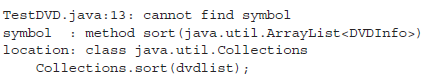 TestDVD.java:13: cannot find symbol
symbol  : method sort(java.util.ArrayList<DVDInfo>)
location: class java.util.Collections
    Collections.sort(dvdlist);